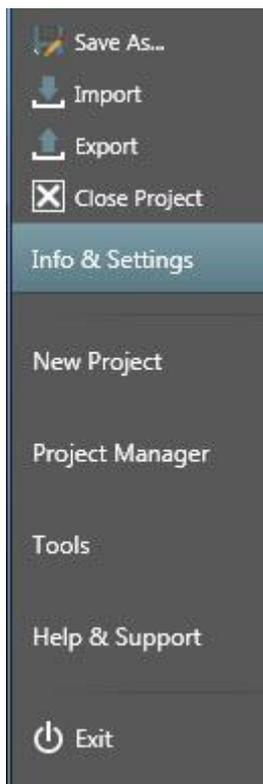 Save As...
Import
Export
Close Project
Info & Settings
New Project
Project Manager
Tools
Help & Support
Exit